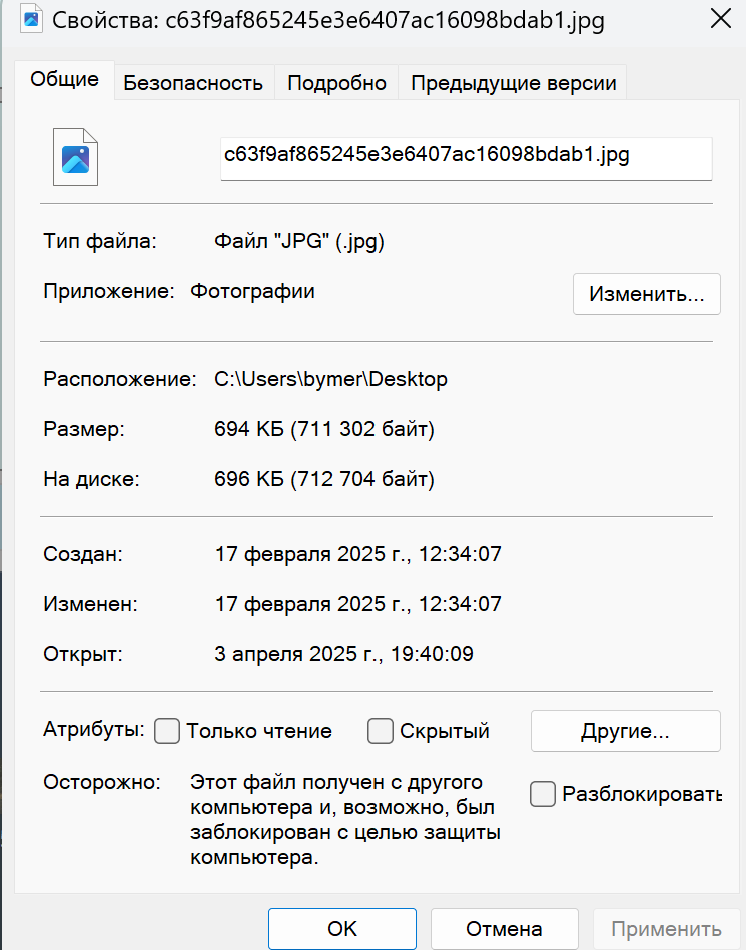 Свойства: c63f9af865245e3e6407ac16098bdab1.jpg
Общие Безопасность Подробно Предыдущие версии
c63f9af865245e3e6407ac16098bdab1.jpg
Тип файла: Файл "JPG" (.jpg)
Приложение: Фотографии Изменить...
Расположение: C:\Users\bymer\Desktop
Размер: 694 КБ (711 302 байт)
На диске: 696 КБ (712 704 байт)
Создан: 17 февраля 2025 г., 12:34:07
Изменен: 17 февраля 2025 г., 12:34:07
Открыт: 3 апреля 2025 г., 19:40:09
Атрибуты: Только чтение Скрытый Другие...
Осторожно: Этот файл получен с другого
компьютера и, возможно, был
заблокирован с целью защиты
компьютера.
Разблокировать
OK Отмена Применить